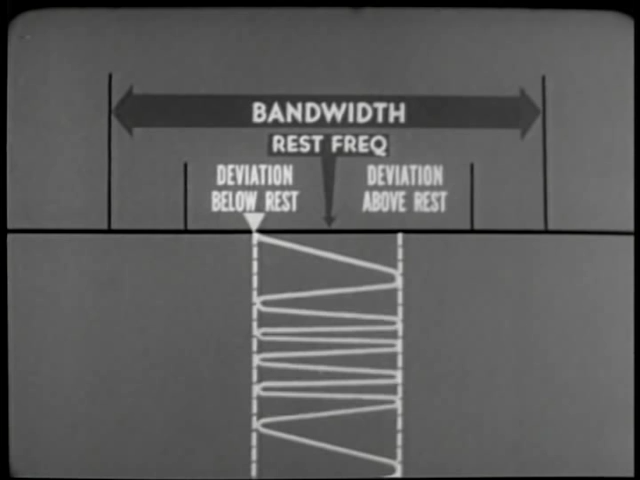 BANDWIDTH
REST FREQ
DEVIATION
BELOW REST
DEVIATION
ABOVE REST